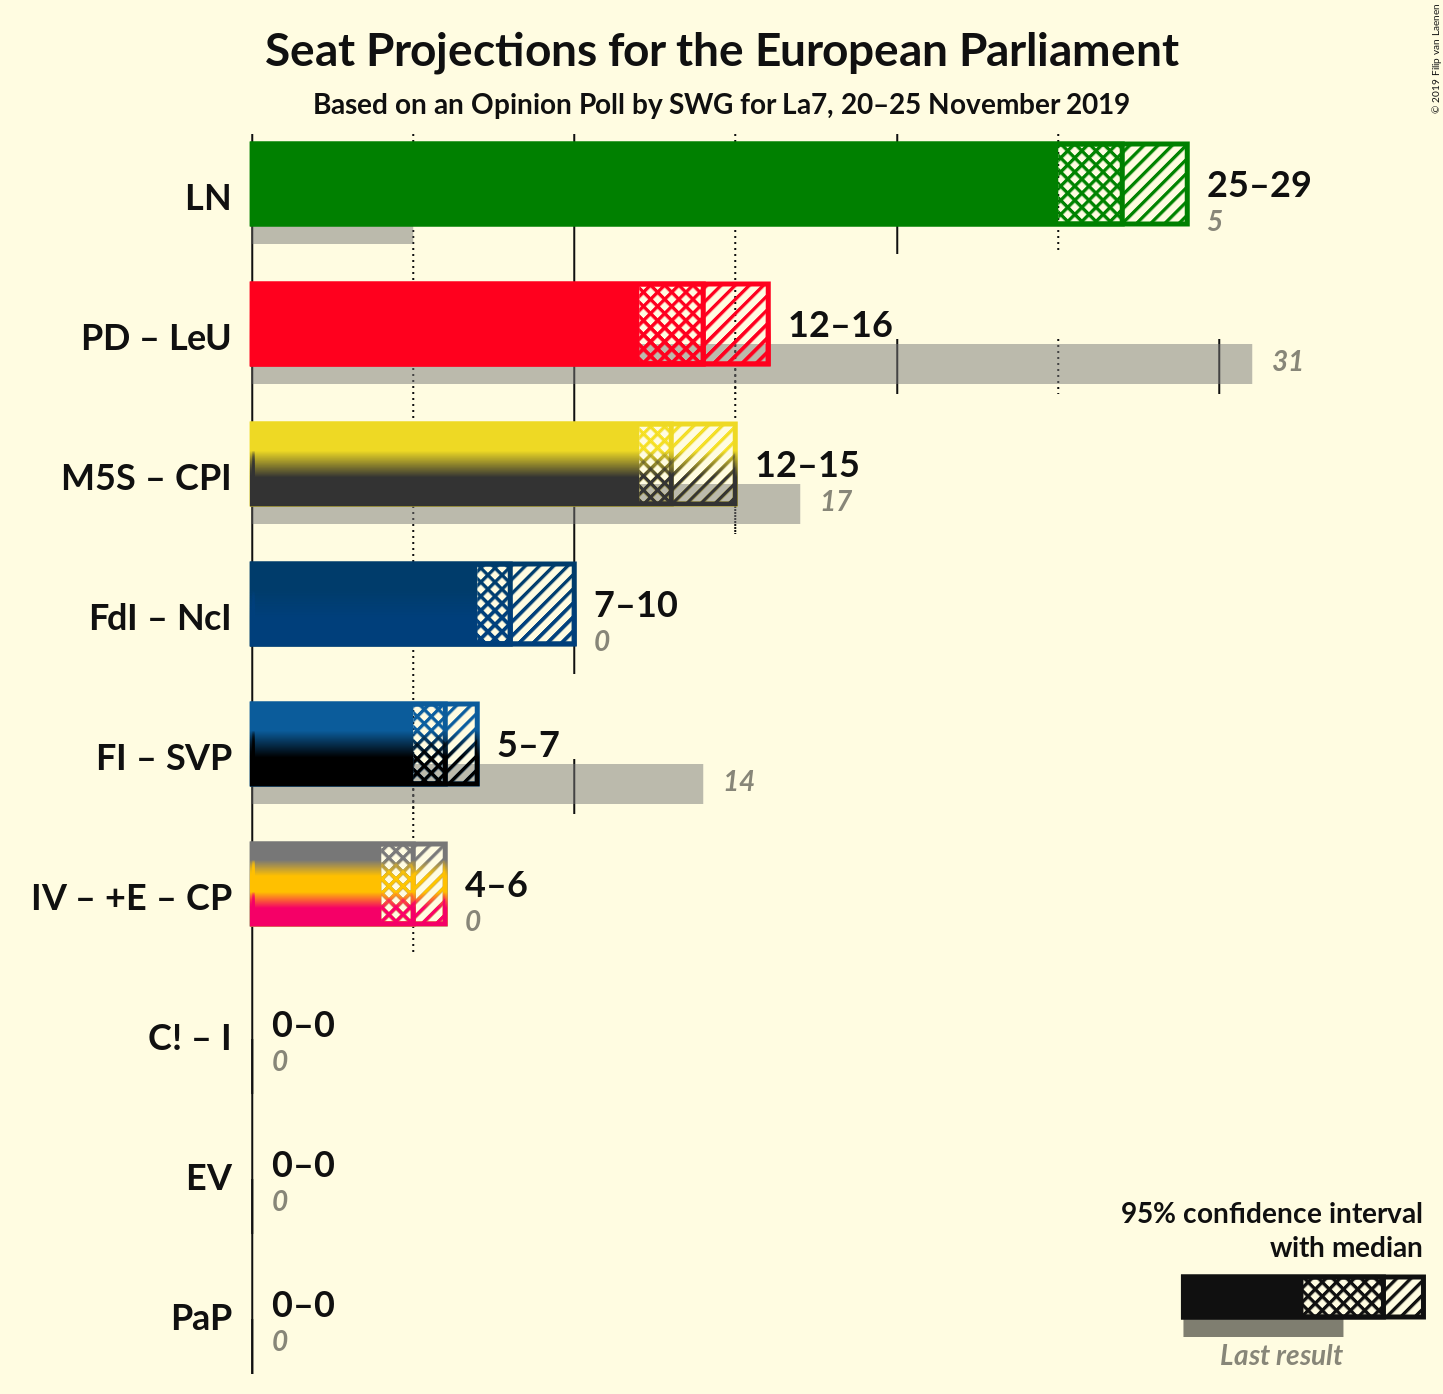 Seat Projections for the European Parliament
Based on an Opinion Poll by SWG for La7, 20–25 November 2019
© 2019 Filip van Laenen
LN
25–29
5
PD – LeU
12–16
31
M5S – CPI
12–15
17
FdI – NcI
7–10
0
FI – SVP
5–7
14
IV – +E – CP
4–6
0
C! – I
0–0
0
EV
0–0
0
PaP
0–0
0
95% confidence interval
with median
Last result